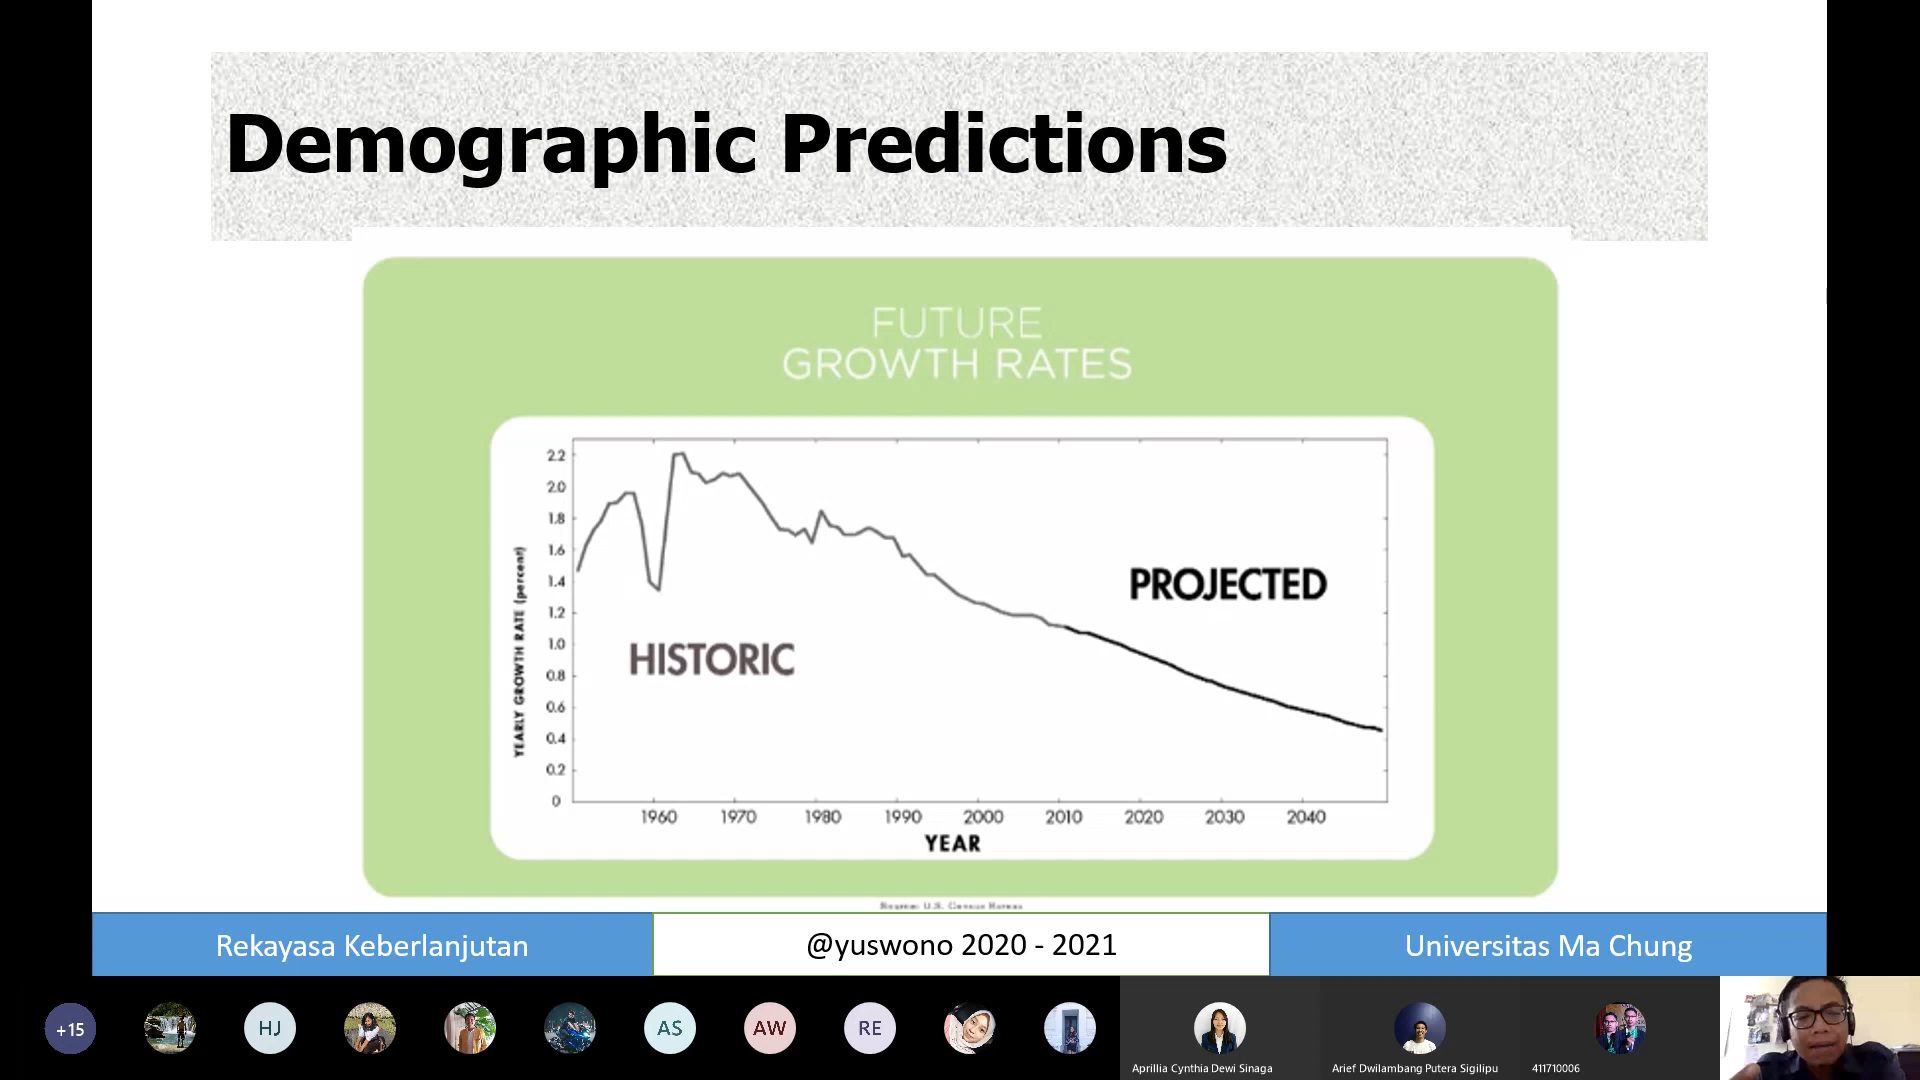 Demographic Predictions
FUTURE
GROWTH RATES
2.2
2.0
1.8
1.6
1.4
1.2
1.0
0.8
0.6
0.4
0.2
0
YEARLY GROWTH RATE (percent)
HISTORIC
PROJECTED
1960 1970 1980 1990 2000 2010 2020 2030 2040
YEAR
Source: U.S. Census Bureau
Rekayasa Keberlanjutan
@yuswono 2020 - 2021
Universitas Ma Chung
+15
HJ
AS
AW
RE
Aprillia Cynthia Dewi Sinaga
Arief Dwilambang Putera Sigilipu
411710006